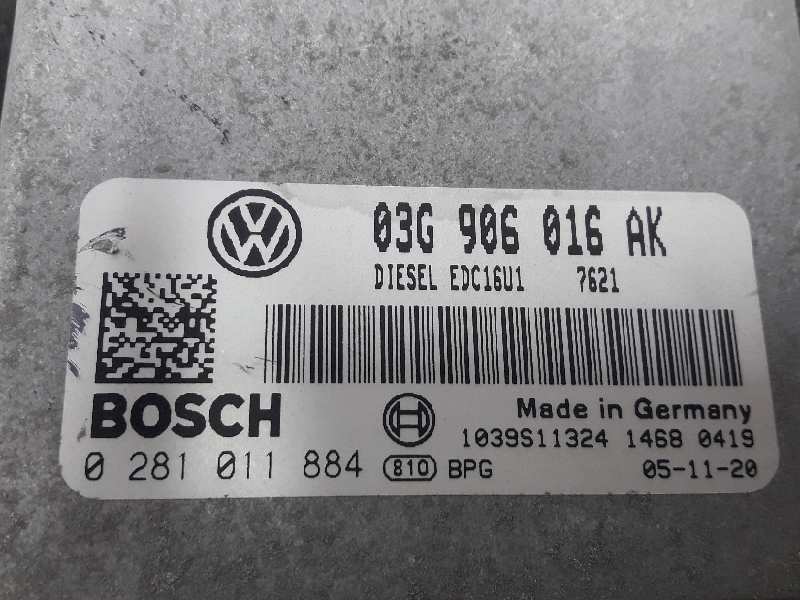 03G 906 016 AK
DIESEL EDC16U1 7621
BOSCH
Made in Germany
1039S11324 1468 0419
0 281 011 884 810 BPG 05-11-20